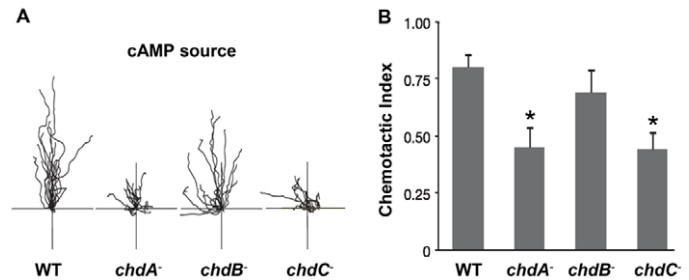 A
cAMP source
WT
chdA-
chdB-
chdC-
B
Chemotactic Index
1.00
0.75
0.50
0.25
0
*
*
WT
chdA-
chdB-
chdC-